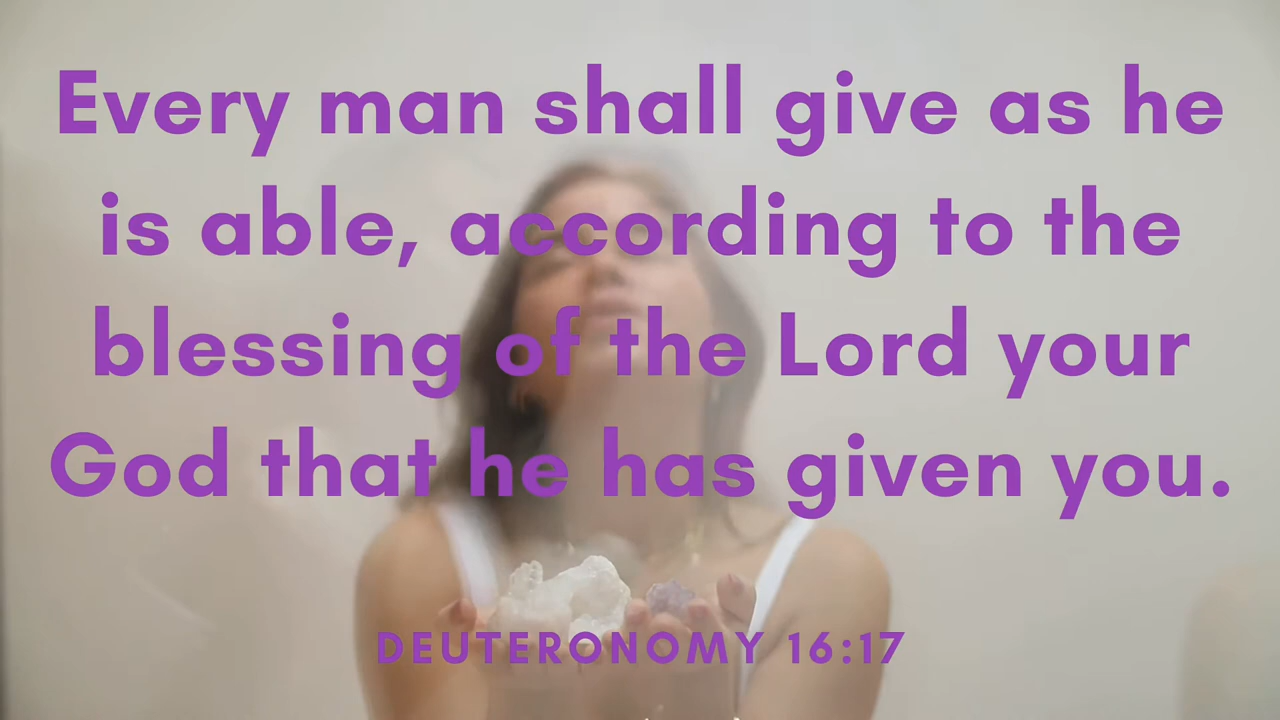 Every man shall give as he
is able, according to the
blessing of the Lord your
God that he has given you.
DEUTERONOMY 16:17